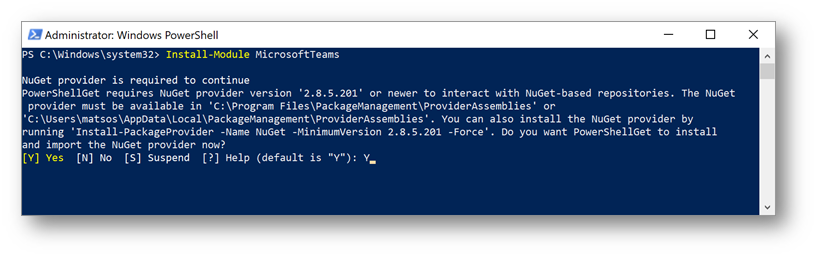 Administrator: Windows PowerShell
PS C:\Windows\system32> Install-Module MicrosoftTeams
NuGet provider is required to continue
PowerShellGet requires NuGet provider version '2.8.5.201' or newer to interact with NuGet-based repositories. The NuGet
provider must be available in 'C:\Program Files\PackageManagement\ProviderAssemblies' or
'C:\Users\matsos\AppData\Local\PackageManagement\ProviderAssemblies'. You can also install the NuGet provider by
running 'Install-PackageProvider -Name NuGet -MinimumVersion 2.8.5.201 -Force'. Do you want PowerShellGet to install
and import the NuGet provider now?
[Y] Yes  [N] No  [S] Suspend  [?] Help (default is "Y"): Y